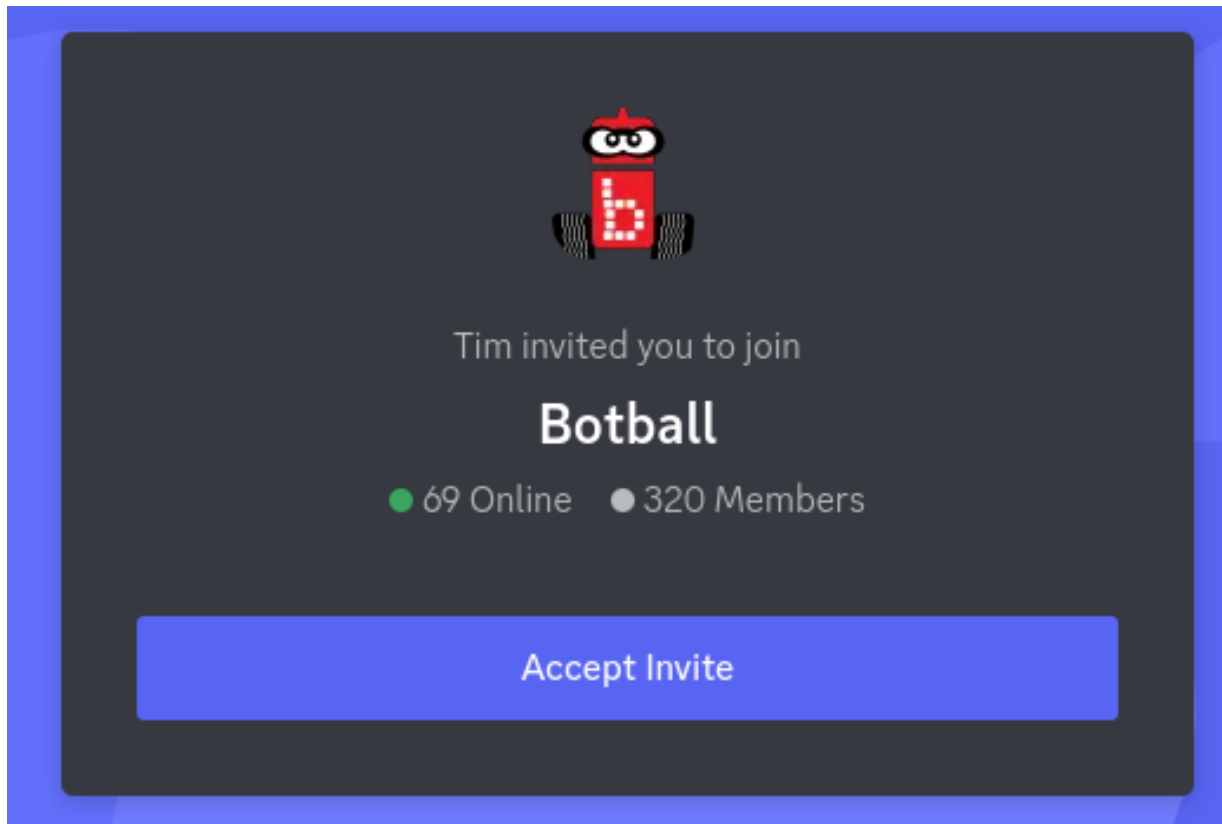 b
Tim invited you to join
Botball
69 Online 320 Members
Accept Invite